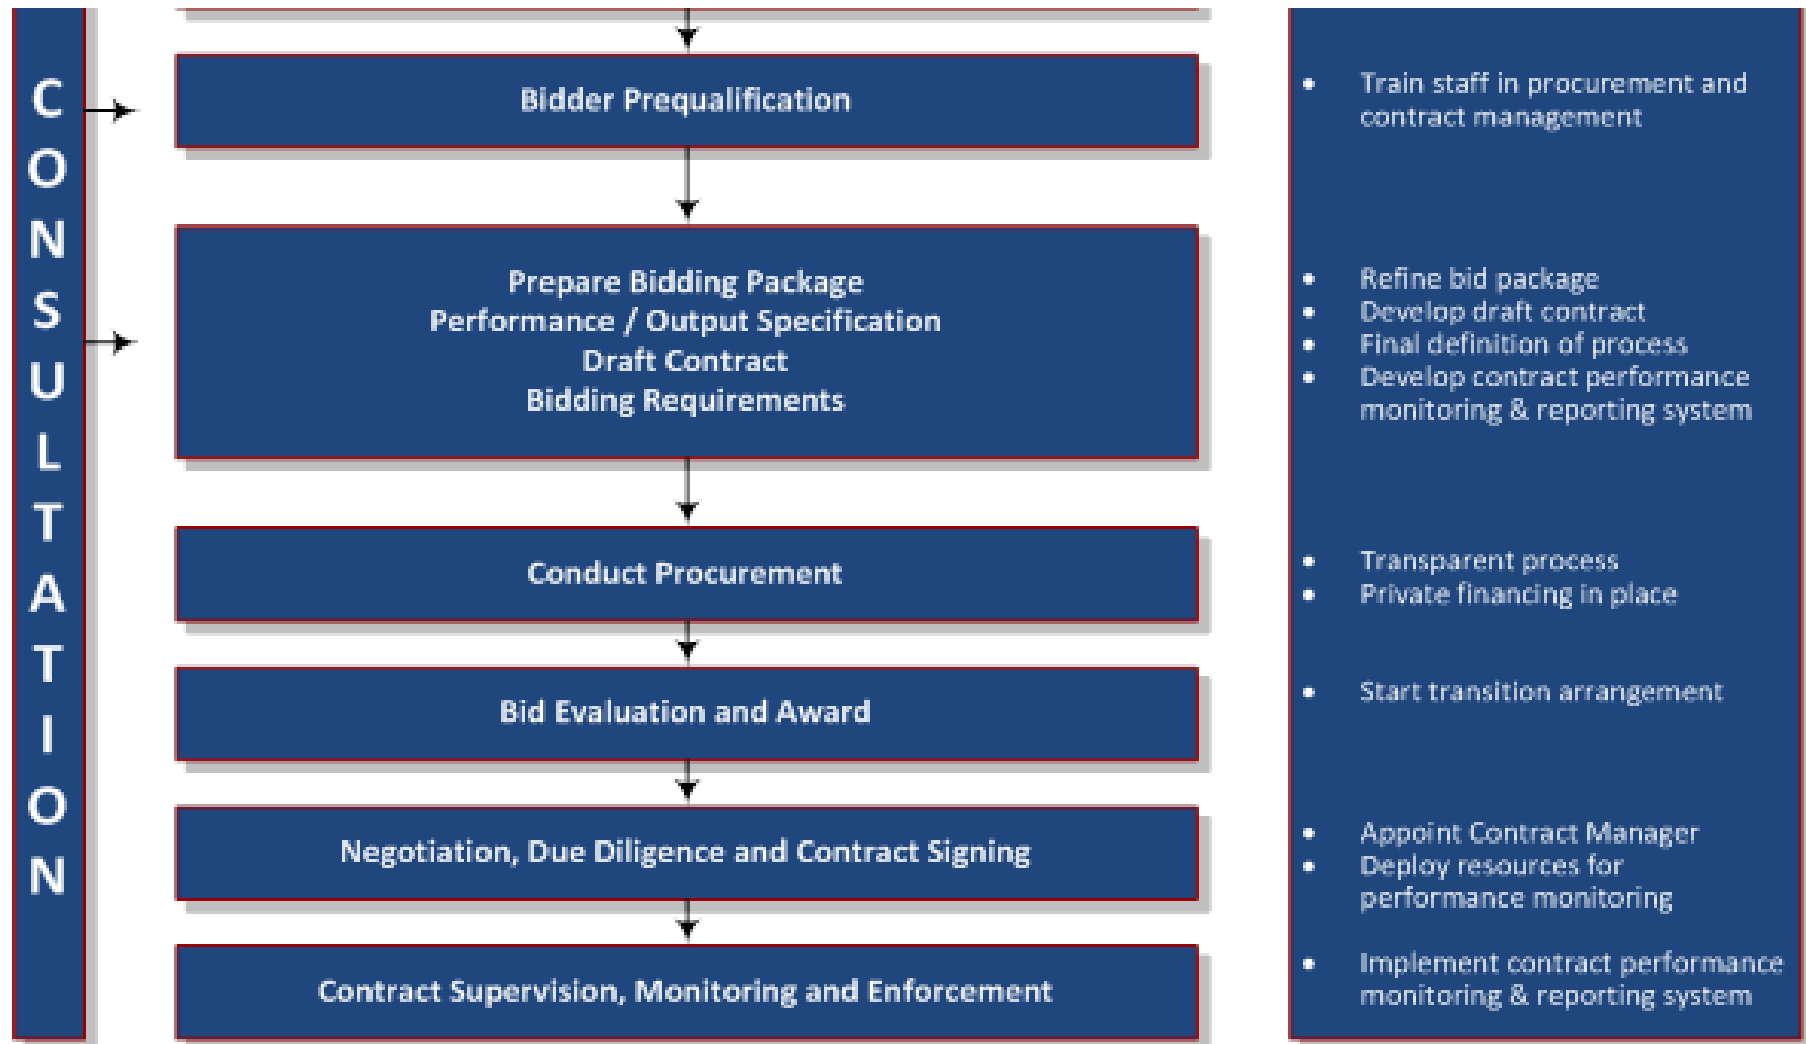 CONSULTATION
Bidder Prequalification
Prepare Bidding Package
Performance / Output Specification
Draft Contract
Bidding Requirements
Conduct Procurement
Bid Evaluation and Award
Negotiation, Due Diligence and Contract Signing
Contract Supervision, Monitoring and Enforcement
• Train staff in procurement and
contract management
• Refine bid package
• Develop draft contract
• Final definition of process
• Develop contract performance
monitoring & reporting system
• Transparent process
• Private financing in place
• Start transition arrangement
• Appoint Contract Manager
• Deploy resources for
performance monitoring
• Implement contract performance
monitoring & reporting system